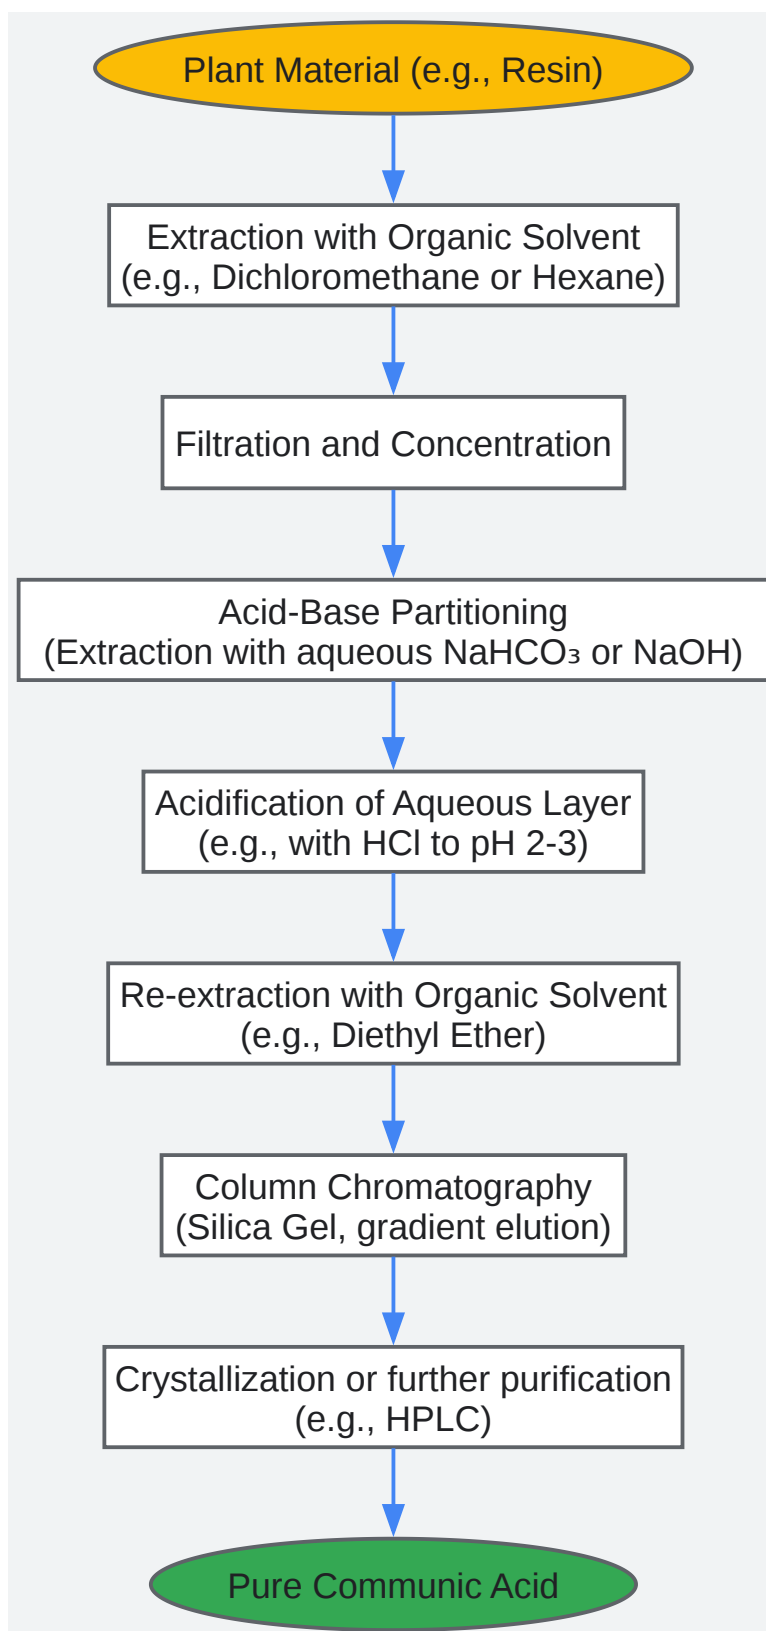 Plant Material (e.g., Resin)
Extraction with Organic Solvent
(e.g., Dichloromethane or Hexane)
Filtration and Concentration
Acid-Base Partitioning
(Extraction with aqueous NaHCO₃ or NaOH)
Acidification of Aqueous Layer
(e.g., with HCl to pH 2-3)
Re-extraction with Organic Solvent
(e.g., Diethyl Ether)
Column Chromatography
(Silica Gel, gradient elution)
Crystallization or further purification
(e.g., HPLC)
Pure Communic Acid